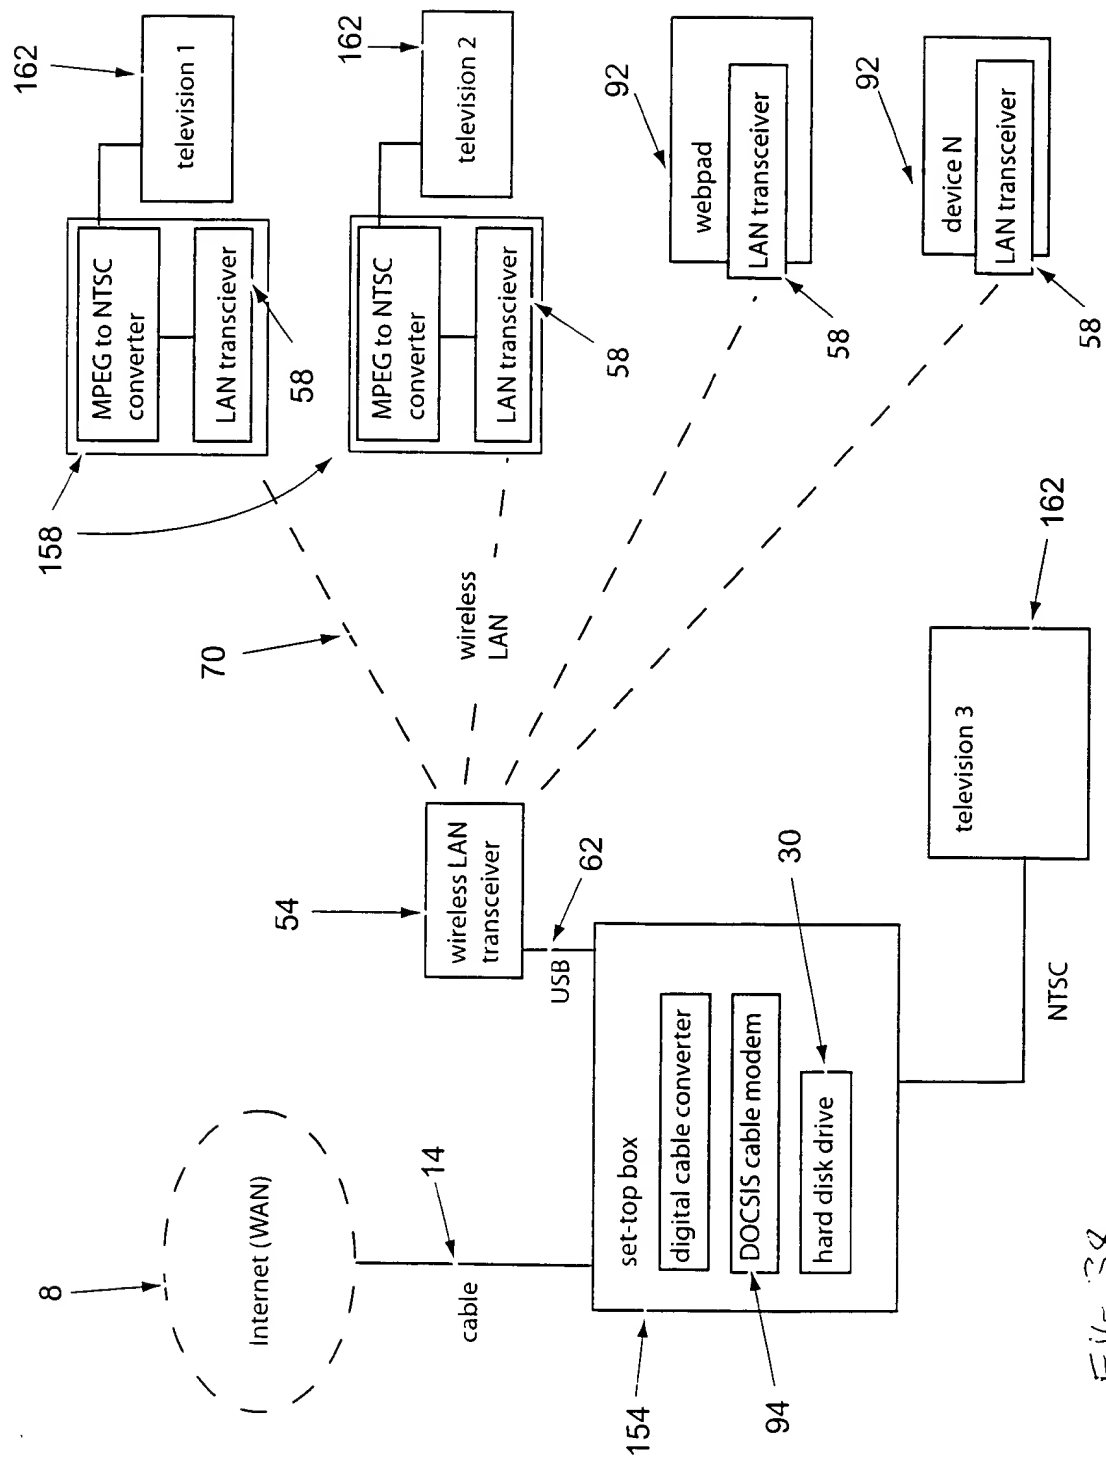 8
Internet (WAN)
14
cable
154
set-top box
digital cable converter
DOCSIS cable modem
94
hard disk drive
30
54
wireless LAN
transceiver
USB
62
70
wireless
LAN
NTSC
television 3
162
158
MPEG to NTSC
converter
LAN transciever
58
television 1
162
MPEG to NTSC
converter
LAN transciever
58
television 2
162
webpad
92
LAN transceiver
58
device N
92
LAN transceiver
58